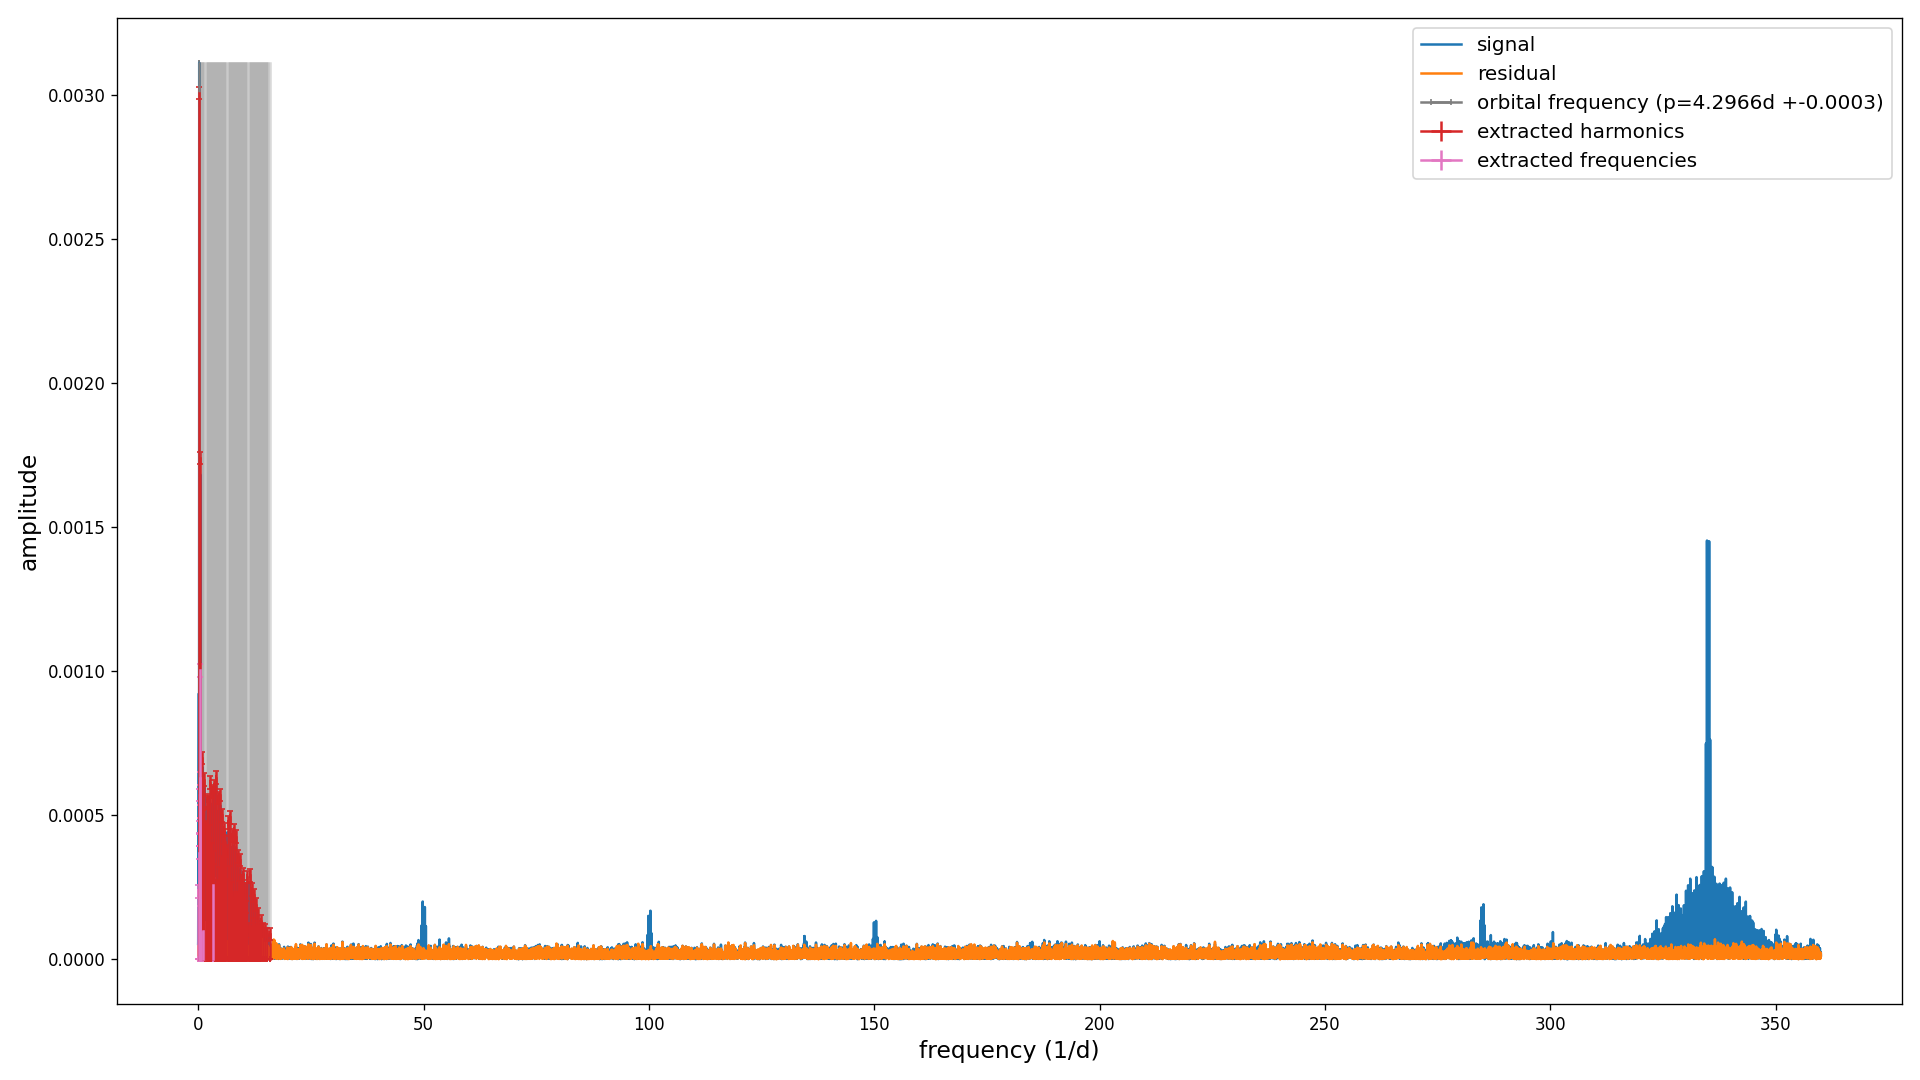 signal
residual
orbital frequency (p=4.2966d +-0.0003)
extracted harmonics
extracted frequencies
amplitude
0.0030
0.0025
0.0020
0.0015
0.0010
0.0005
0.0000
0 50 100 150 200 250 300 350
frequency (1/d)